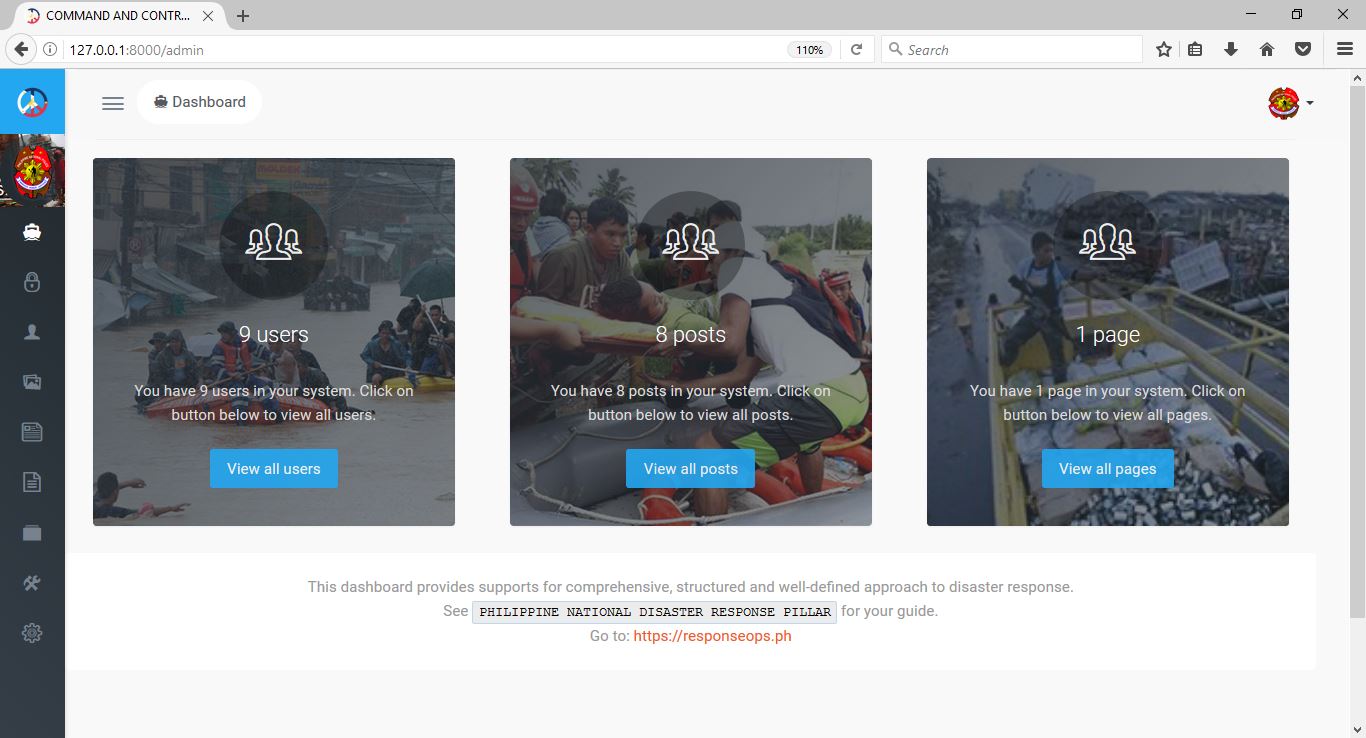 COMMAND AND CONTR...
127.0.0.1:8000/admin
110%
Search
Dashboard
9 users
You have 9 users in your system. Click on
button below to view all users.
View all users
8 posts
You have 8 posts in your system. Click on
button below to view all posts.
View all posts
1 page
You have 1 page in your system. Click on
button below to view all pages.
View all pages
This dashboard provides supports for comprehensive, structured and well-defined approach to disaster response.
See PHILIPPINE NATIONAL DISASTER RESPONSE PILLAR for your guide.
Go to: https://responseops.ph
MOLDEX
S.